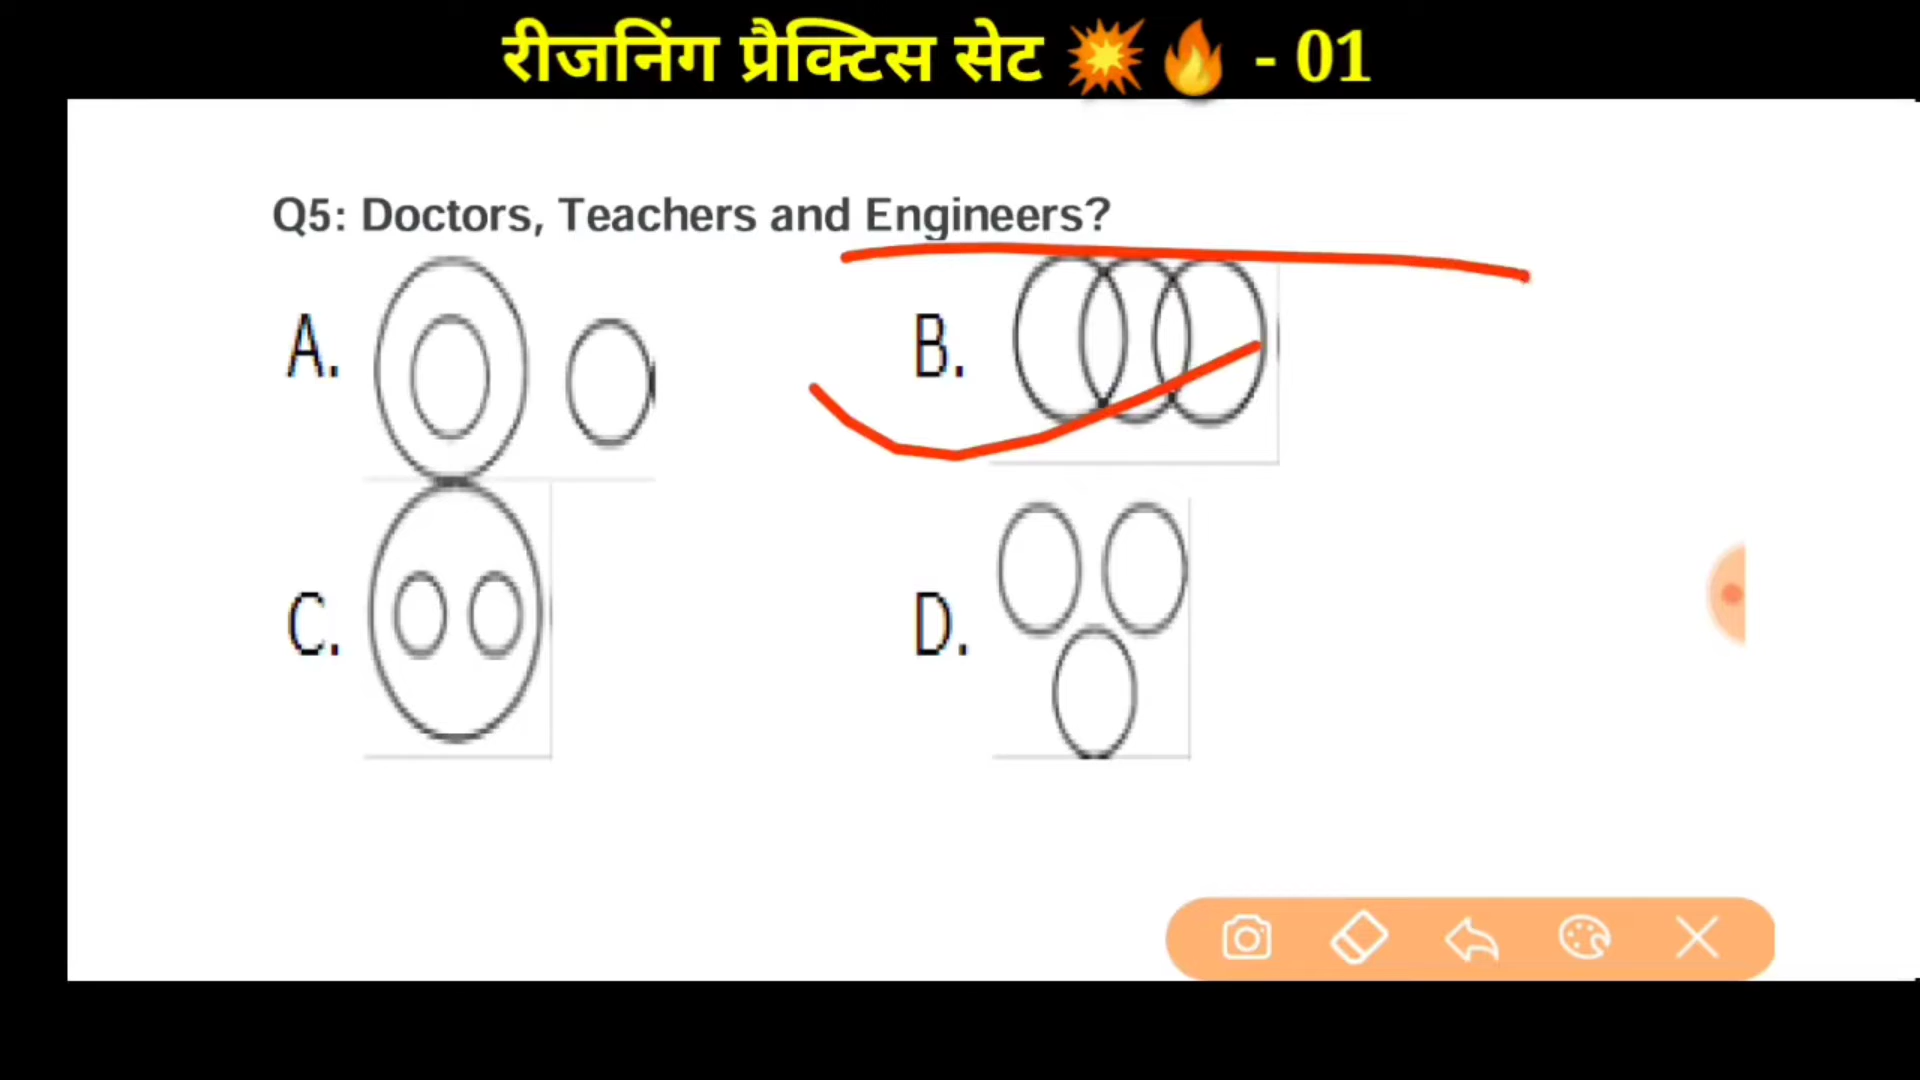 रीजनिंग प्रैक्टिस सेट 💥🔥 - 01
Q5: Doctors, Teachers and Engineers?
A.
B.
C.
D.